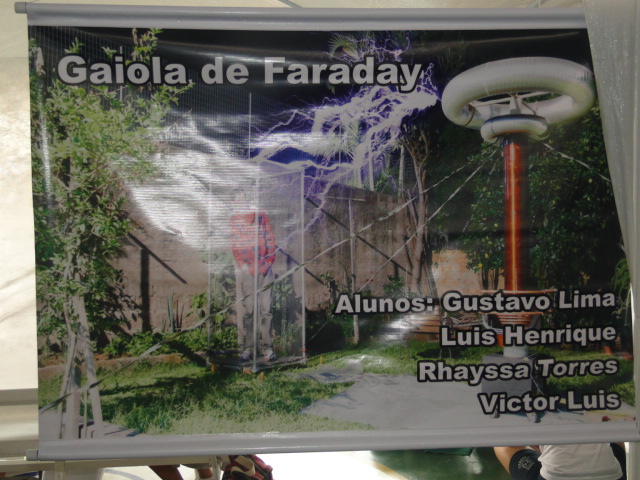 Gaiola de Faraday
Alunos: Gustavo Lima
Luis Henrique
Rhayssa Torres
Victor Luis